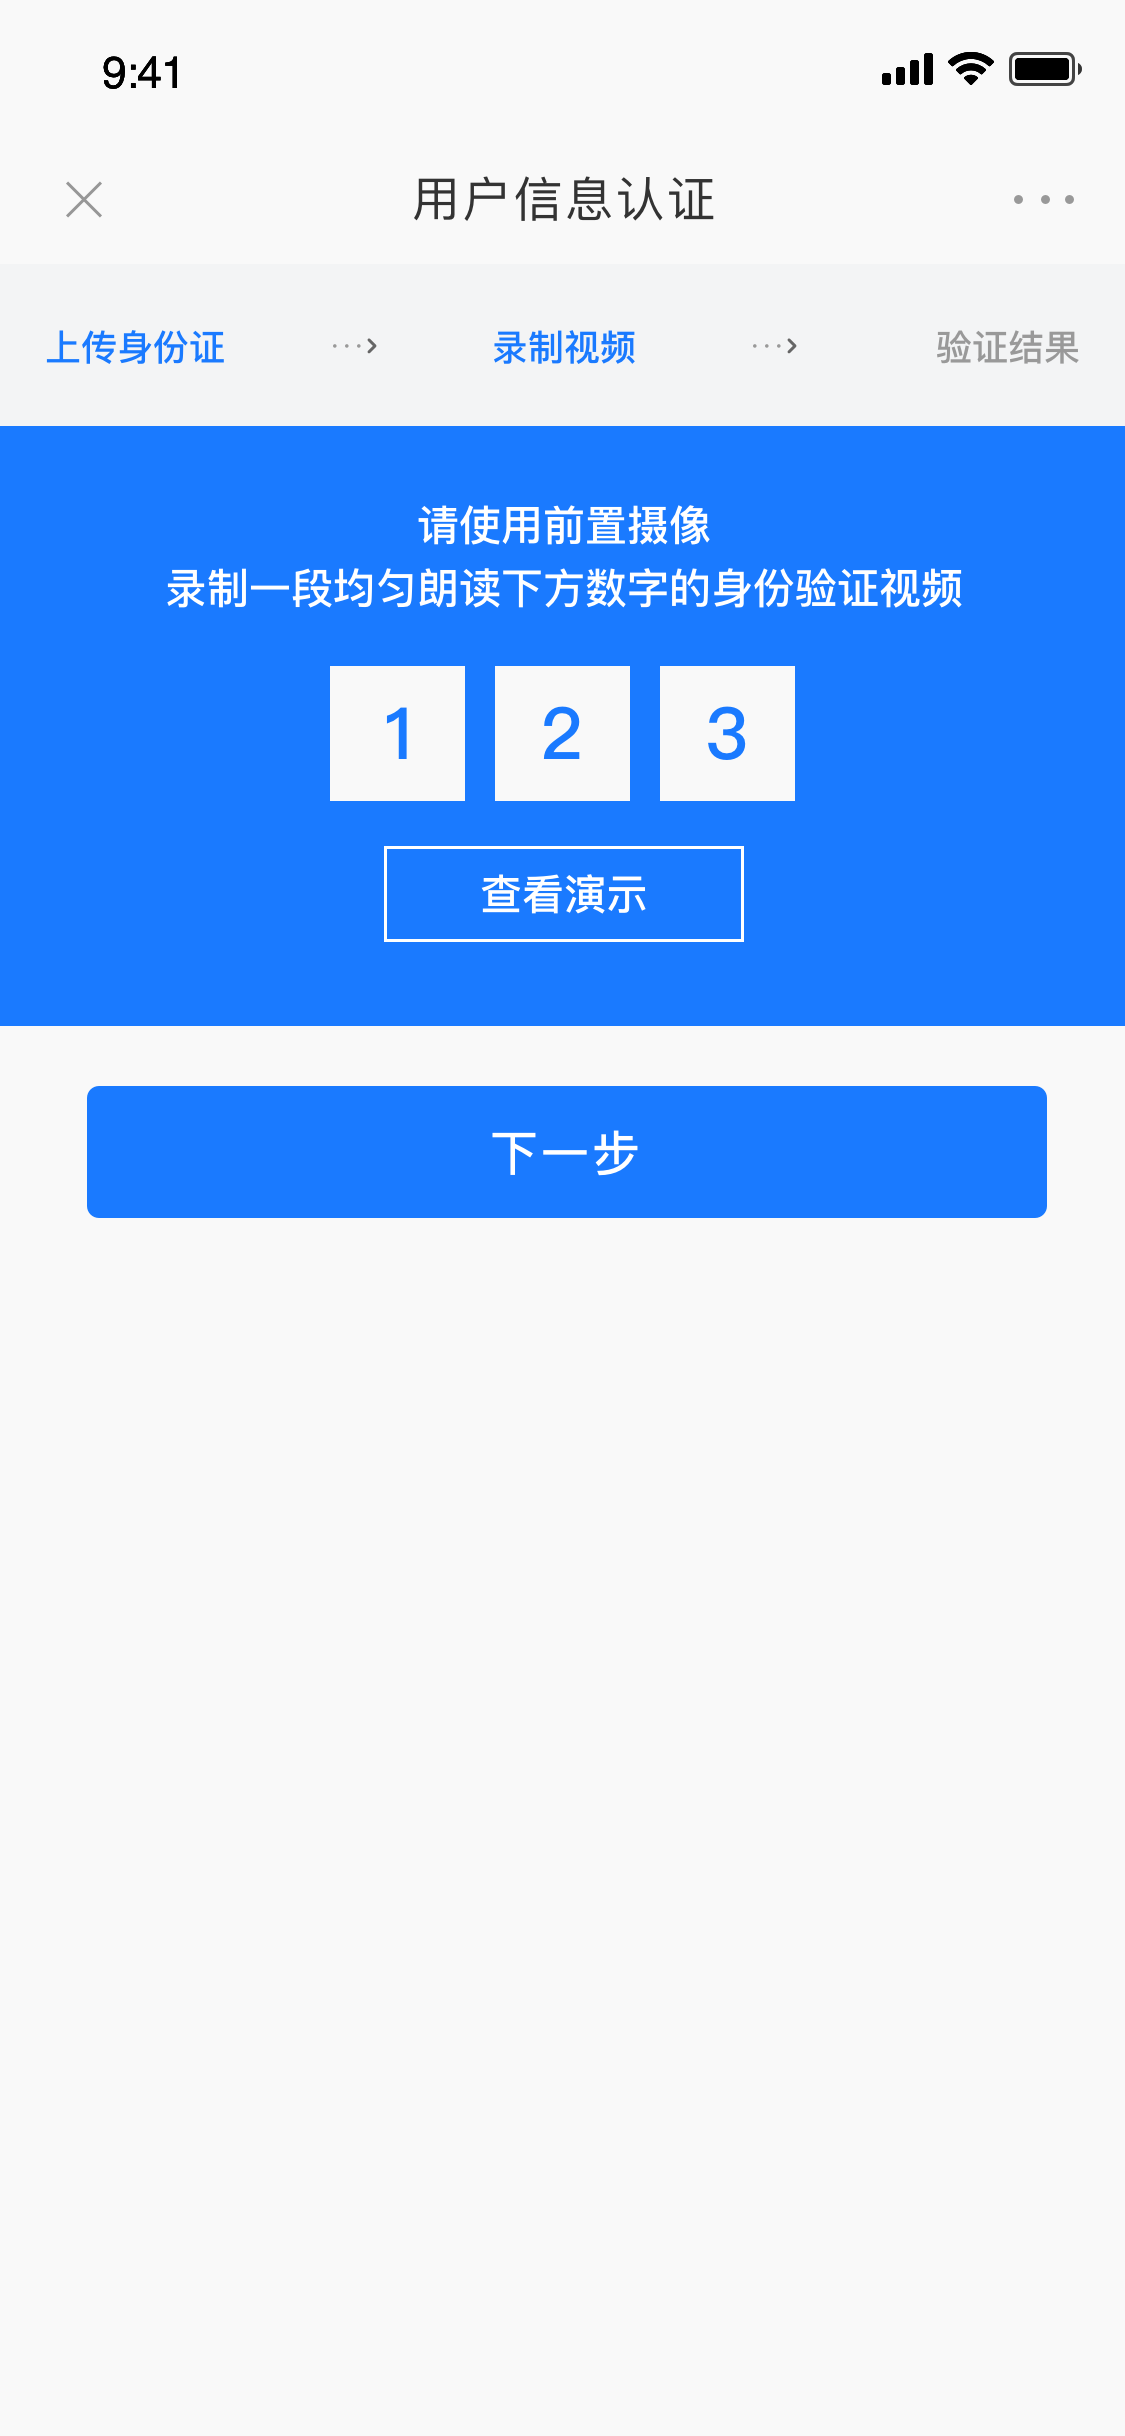 9:41
用户信息认证
上传身份证
录制视频
验证结果
请使用前置摄像
录制一段均匀朗读下方数字的身份验证视频
1 2 3
查看演示
下一步